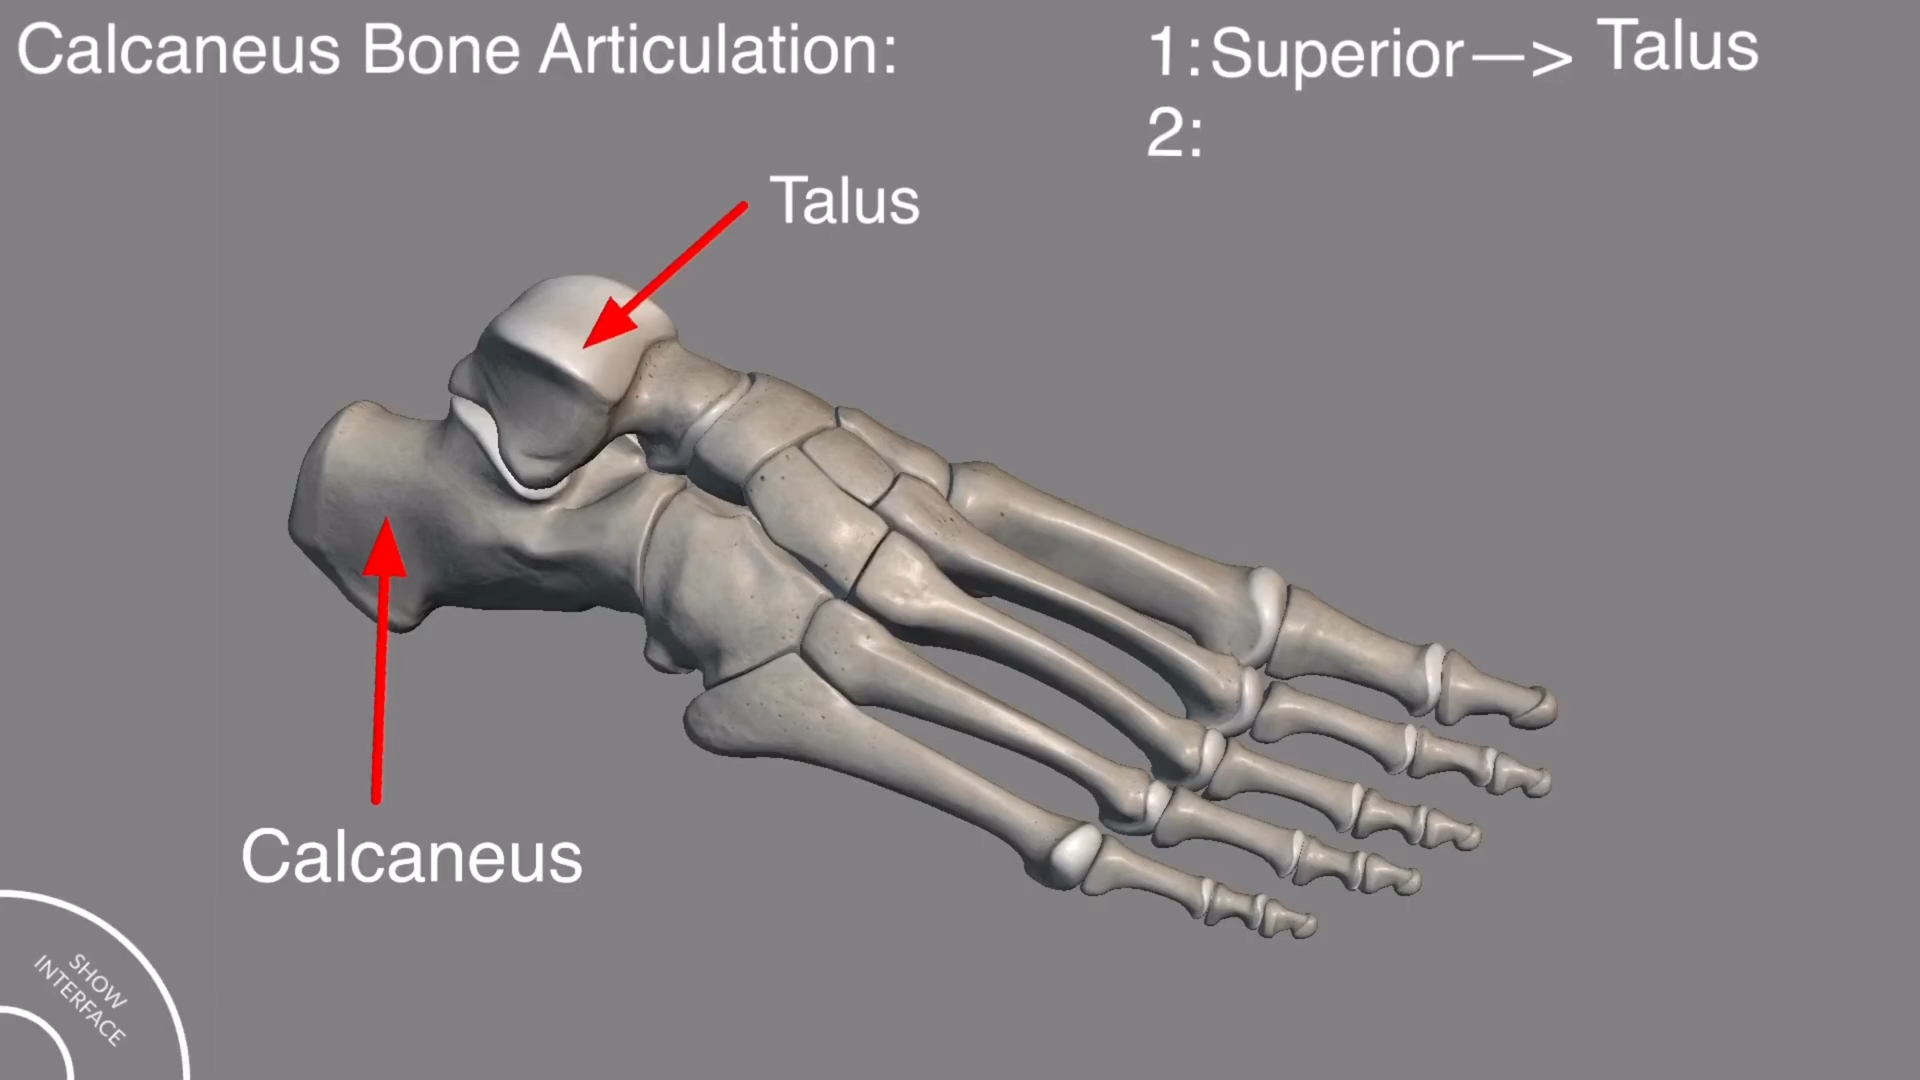 Calcaneus Bone Articulation:
1:Superior—> Talus
2:
Talus
Calcaneus
SHOW
INTERFACE